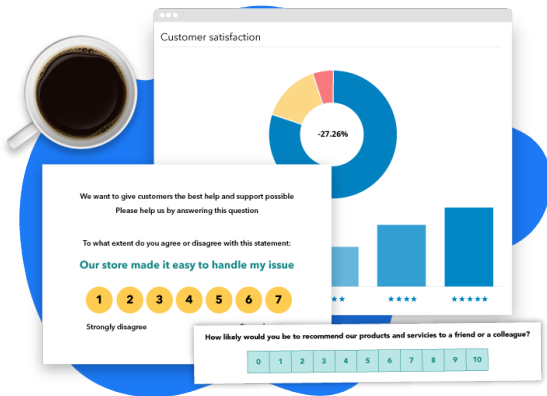 Customer satisfaction
-27.26%
We want to give customers the best help and support possible
Please help us by answering this question
To what extent do you agree or disagree with this statement:
Our store made it easy to handle my issue
1 2 3 4 5 6 7
Strongly disagree
How likely would you be to recommend our products and servicies to a friend or a colleague?
0 1 2 3 4 5 6 7 8 9 10